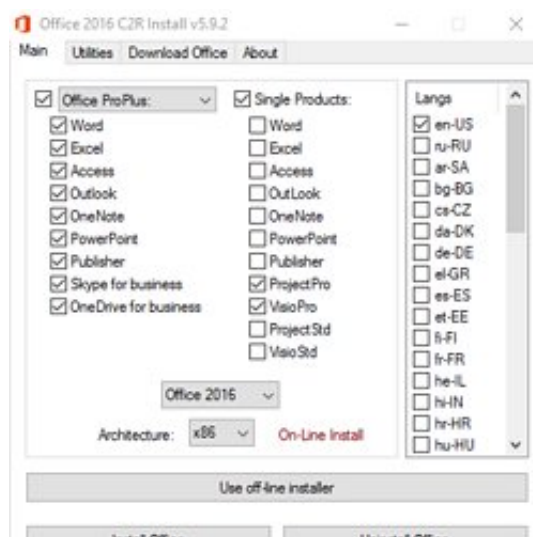 Office 2016 C2R Install v5.9.2
Main Utilities Download Office About
Office ProPlus:
Word
Excel
Access
Outlook
OneNote
PowerPoint
Publisher
Skype for business
OneDrive for business
Single Products:
Word
Excel
Access
OutLook
OneNote
PowerPoint
Publisher
ProjectPro
VisioPro
ProjectStd
VisioStd
Langs
en-US
ru-RU
ar-SA
bg-BG
cs-CZ
da-DK
de-DE
el-GR
es-ES
et-EE
fi-FI
fr-FR
he-IL
hi-IN
hr-HR
hu-HU
Office 2016
Architecture: x86 On-Line Install
Use off-line installer